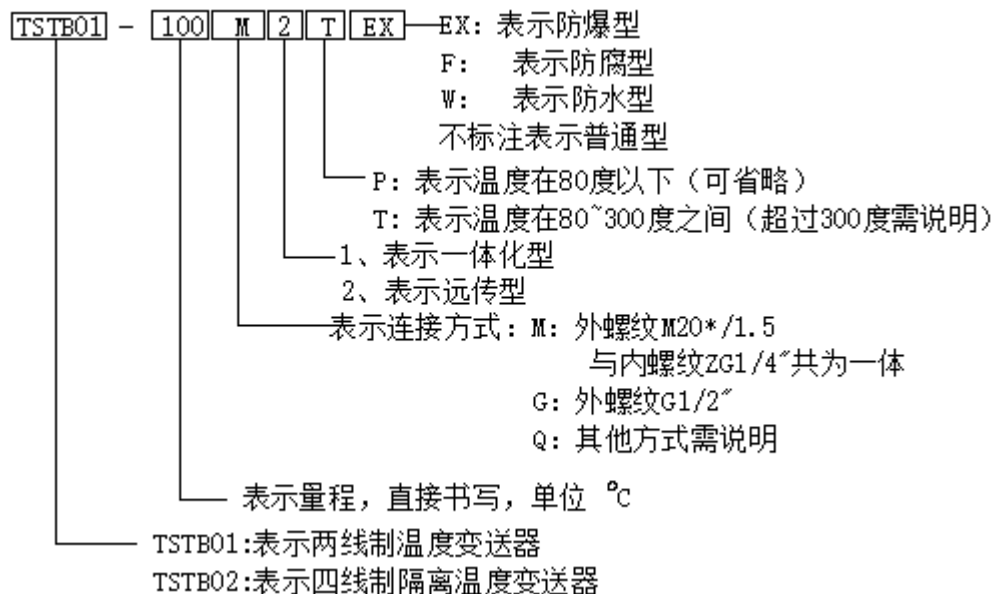 TSTB01 - 100 M 2 T EX EX: 表示防爆型
F: 表示防腐型
W: 表示防水型
不标注表示普通型
P: 表示温度在80度以下（可省略）
T: 表示温度在80~300度之间（超过300度需说明）
1、表示一体化型
2、表示远传型
表示连接方式: M: 外螺纹M20*/1.5
与内螺纹ZG1/4″共为一体
G: 外螺纹G1/2″
Q: 其他方式需说明
表示量程，直接书写，单位 ℃
TSTB01:表示两线制温度变送器
TSTB02:表示四线制隔离温度变送器